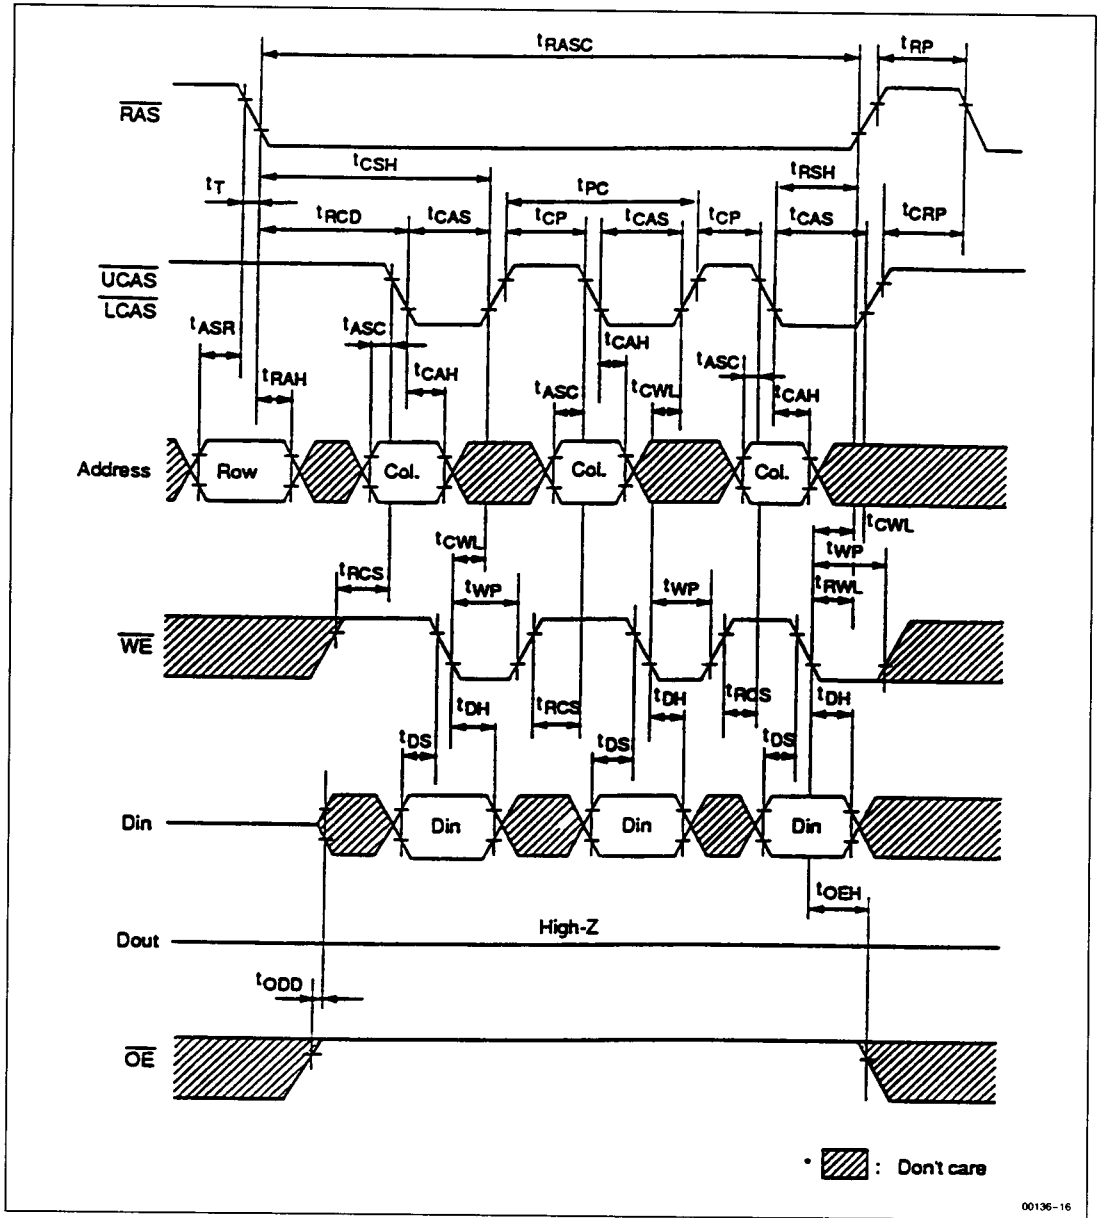 tRASC tRP
RAS
tCSH tRSH
tT tPC
tRCD tCAS tCP tCAS tCP tCAS tCRP
UCAS
LCAS
tASR tASC tCAH
tASC
tRAH tCAH tASC tCWL tCAH
Address Row Col. Col. Col.
tCWL
tCWL tWP
tRCS tWP tWP tRWL
WE
tDH tRCS tDH tRCS tDH
tDS tDS tDS
Din Din Din Din
tOEH
Dout High-Z
tODD
OE
* : Don't care
00136-16